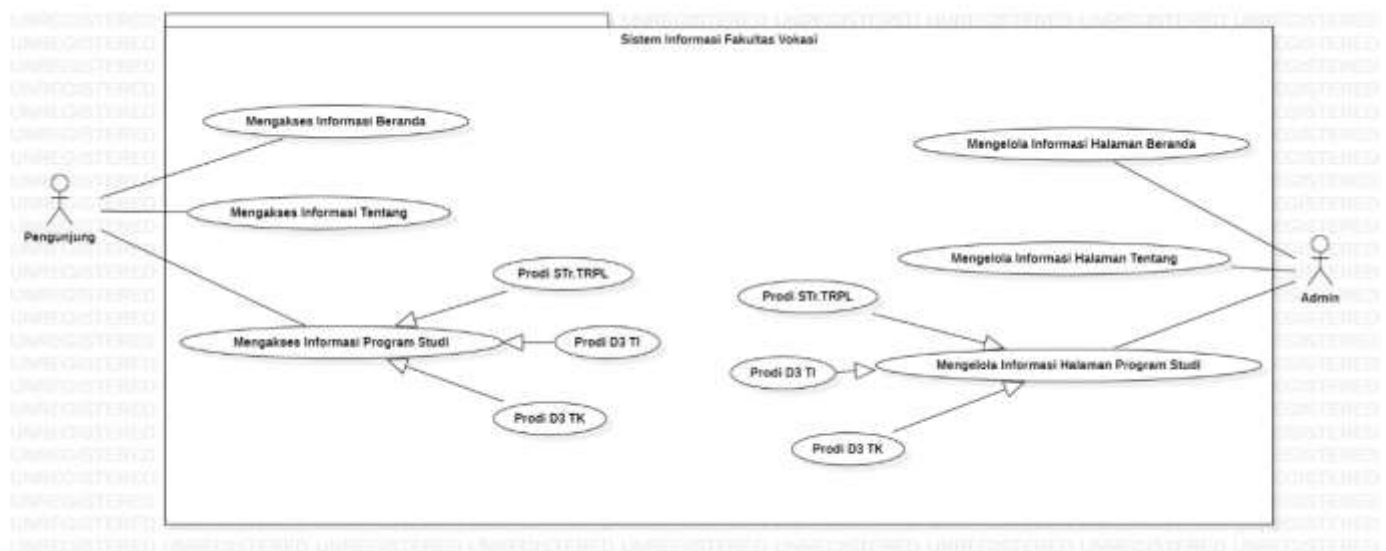 Sistem Informasi Fakultas Vokasi
Mengakses Informasi Beranda
Mengelola Informasi Halaman Beranda
Mengakses Informasi Tentang
Pengunjung
Mengelola Informasi Halaman Tentang
Prodi STr.TRPL
Prodi STr.TRPL
Admin
Mengakses Informasi Program Studi
Prodi D3 TI
Prodi D3 TI
Mengelola Informasi Halaman Program Studi
Prodi D3 TK
Prodi D3 TK
UNREGISTERED